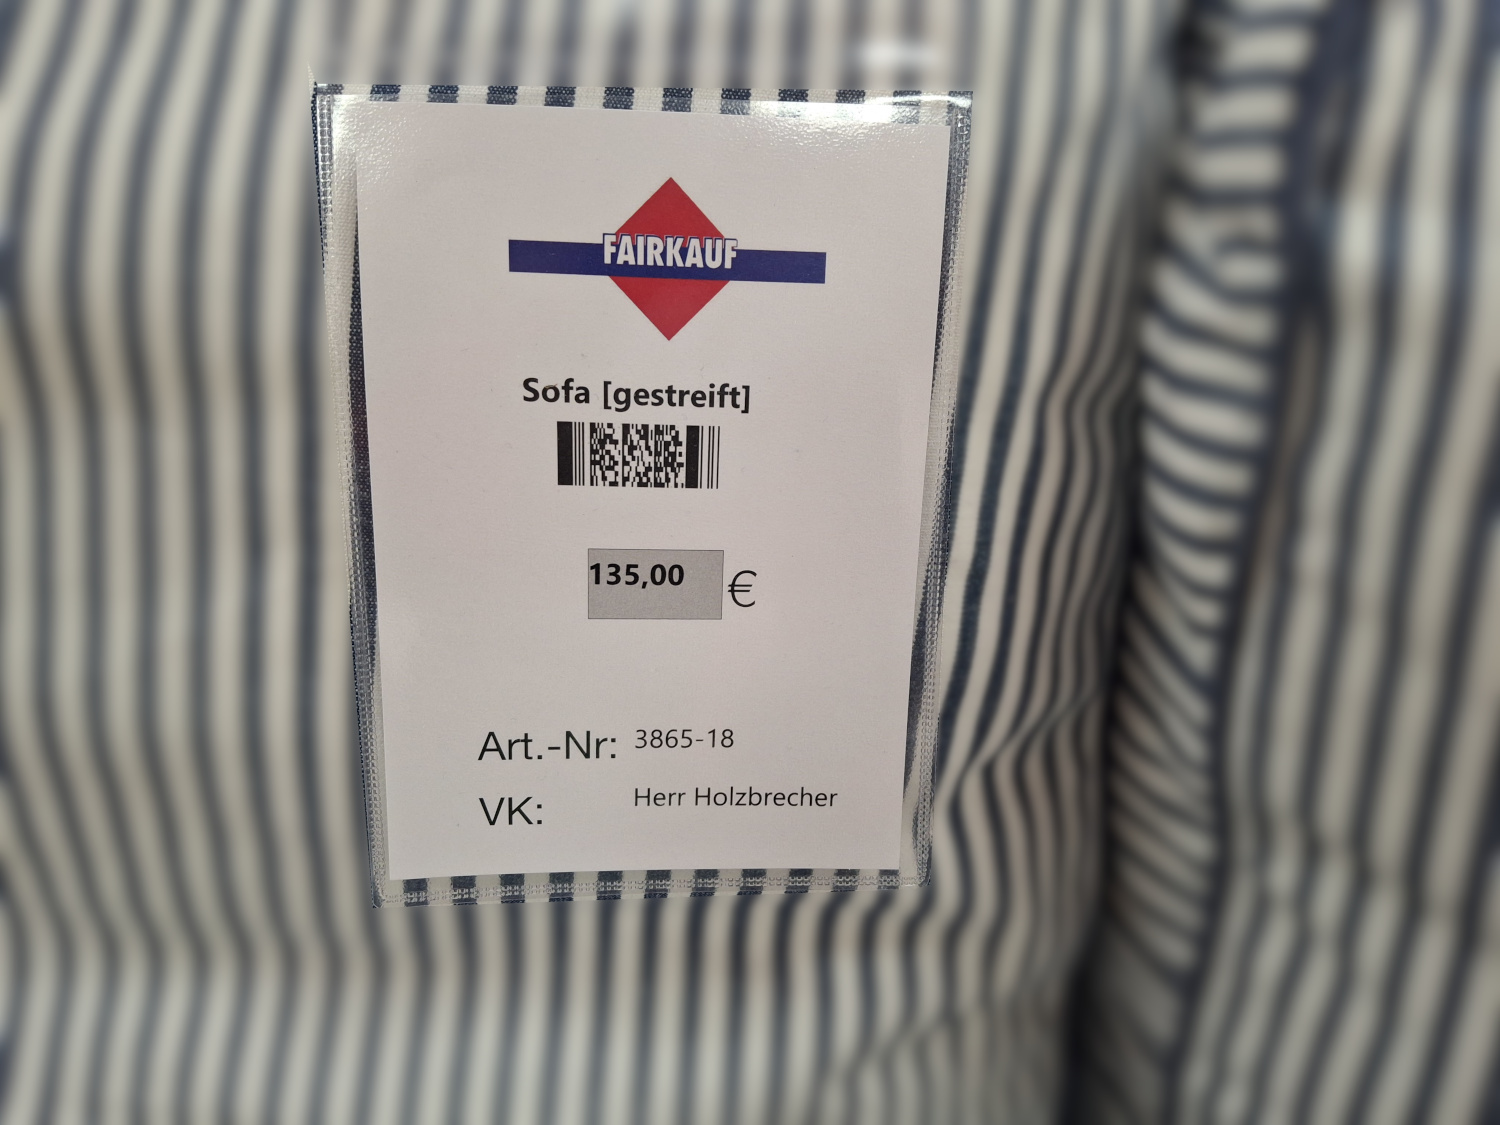 FAIRKAUF
Sofa [gestreift]
135,00 €
Art.-Nr: 3865-18
VK: Herr Holzbrecher